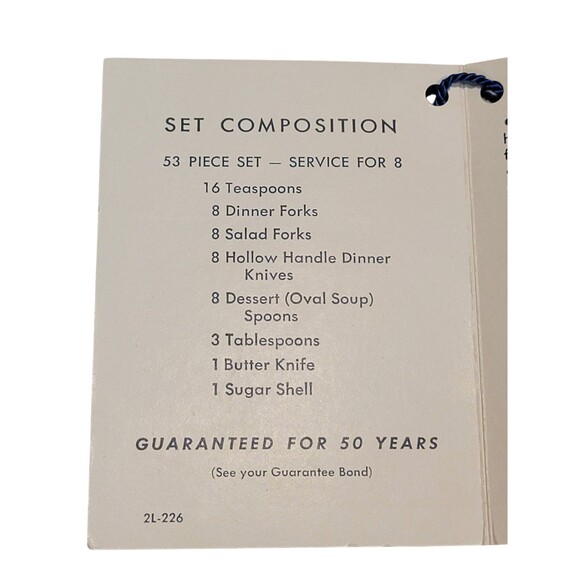 SET COMPOSITION
53 PIECE SET — SERVICE FOR 8
16 Teaspoons
8 Dinner Forks
8 Salad Forks
8 Hollow Handle Dinner
Knives
8 Dessert (Oval Soup)
Spoons
3 Tablespoons
1 Butter Knife
1 Sugar Shell
GUARANTEED FOR 50 YEARS
(See your Guarantee Bond)
2L-226